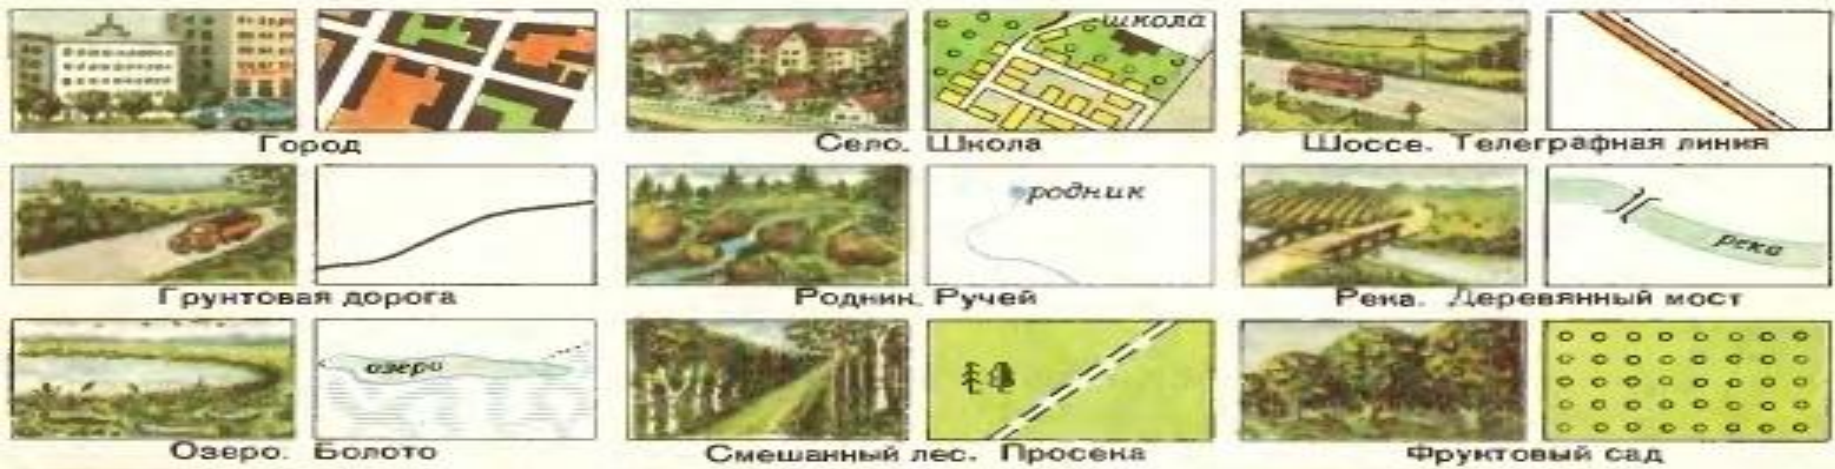 школа
Город
Село. Школа
Шоссе. Телеграфная линия
родник
река
Грунтовая дорога
Родник. Ручей
Река. Деревянный мост
озеро
Озеро. Болото
Смешанный лес. Просека
Фруктовый сад